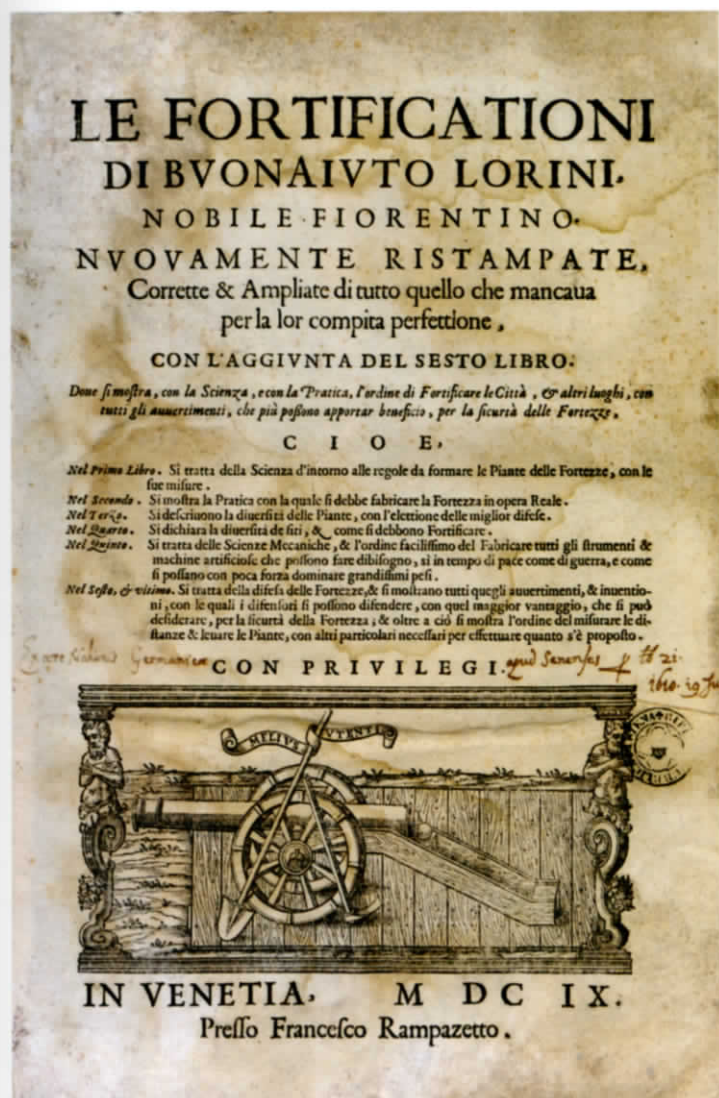 LE FORTIFICATIONI
DI BVONAIVTO LORINI.
NOBILE FIORENTINO.
NVOVAMENTE RISTAMPATE,
Corrette & Ampliate di tutto quello che mancaua
per la lor compita perfettione,
CON L'AGGIVNTA DEL SESTO LIBRO.
Doue si mostra, con la Scienza, e con la Pratica, l'ordine di Fortificare le Città, & altri luoghi, con
tutti gli auuertimenti, che più possono apportar beneficio, per la sicurtà delle Fortezze,
C I O E,
Nel Primo Libro. Si tratta della Scienza d'intorno alle regole da formare le Piante delle Fortezze, con le
sue misure.
Nel Secondo. Si mostra la Pratica con la quale si debbe fabricare la Fortezza in opera Reale.
Nel Terzo. Si descriuono la diuersità delle Piante, con l'elettione delle miglior difese.
Nel Quarto. Si dichiara la diuersità de siti, & come si debbono Fortificare.
Nel Quinto. Si tratta delle Scienze Mecaniche, & l'ordine facilissimo del Fabricare tutti gli strumenti &
machine artificiose che possono fare dibisogno, sì in tempo di pace come di guerra, e come
si possano con poca forza dominare grandissimi pesi.
Nel Sesto, & vltimo. Si tratta della difesa delle Fortezze, & si mostrano tutti quegli auuertimenti, & inuentio-
ni, con le quali i difensori si possono difendere, con quel maggior vantaggio, che si può
desiderare, per la sicurtà della Fortezza; & oltre a ciò si mostra l'ordine del misurare le di-
stanze & leuare le Piante, con altri particolari necessari per effettuare quanto s'è proposto.
CON PRIVILEGI.
MELIVS VTENTI
IN VENETIA, M DC IX.
Presso Francesco Rampazetto.